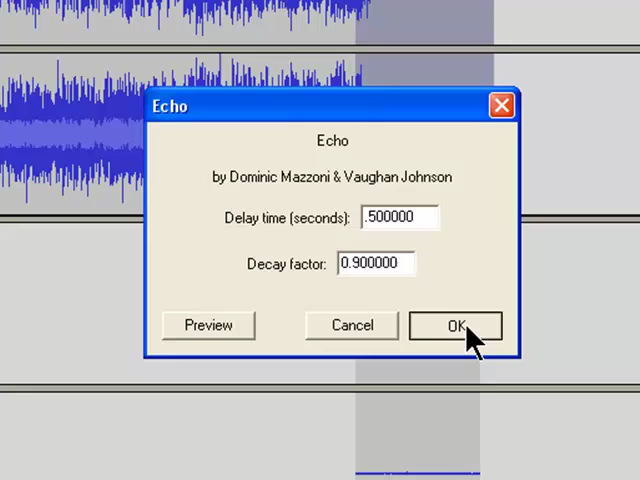 Echo
Echo
by Dominic Mazzoni & Vaughan Johnson
Delay time (seconds): .500000
Decay factor: 0.900000
Preview Cancel OK